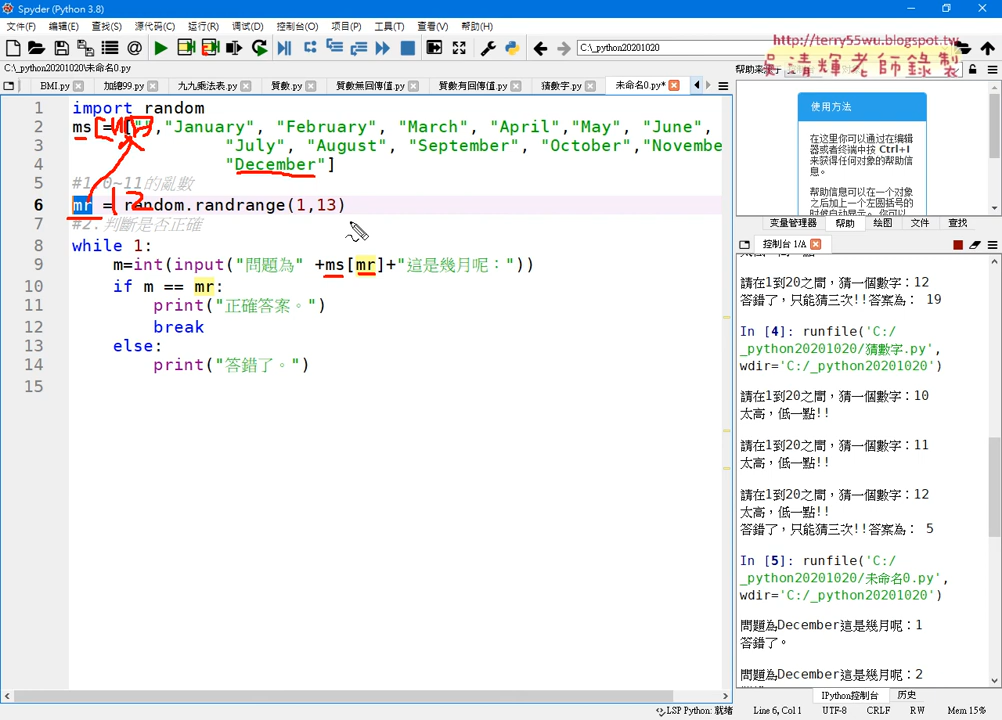 Spyder (Python 3.8)
文件(F) 编辑(E) 查找(S) 源代码(C) 运行(R) 调试(D) 控制台(O) 项目(P) 工具(T) 查看(V) 帮助(H)
C:\_python20201020
http://terry55wu.blogspot.tw
吳清輝老師錄製
C:\_python20201020\未命名0.py
BMI.py 加總99.py 九九乘法表.py 質數.py 質數無回傳值.py 質數有回傳值.py 猜數字.py 未命名0.py*
1 import random
2 ms = ["","January", "February", "March", "April","May", "June",
3 "July", "August", "September", "October","Novembe
4 "December"]
5 #1.0~11的亂數
6 mr = random.randrange(1,13)
7 #2.判斷是否正確
8 while 1:
9 m=int(input("問題為" +ms[mr]+"這是幾月呢："))
10 if m == mr:
11 print("正確答案。")
12 break
13 else:
14 print("答錯了。")
15
12
使用方法
在这里你可以通过在编辑
器或者终端中按 Ctrl+I
来获得任何对象的帮助信
息。
帮助信息可以在一个对象
之后加上一个左圆括号的
变量管理器 帮助 绘图 文件 查找
控制台 1/A
請在1到20之間，猜一個數字：12
答錯了，只能猜三次!!答案為： 19
In [4]: runfile('C:/
_python20201020/猜數字.py',
wdir='C:/_python20201020')
請在1到20之間，猜一個數字：10
太高，低一點!!
請在1到20之間，猜一個數字：11
太高，低一點!!
請在1到20之間，猜一個數字：12
太高，低一點!!
答錯了，只能猜三次!!答案為： 5
In [5]: runfile('C:/
_python20201020/未命名0.py',
wdir='C:/_python20201020')
問題為December這是幾月呢：1
答錯了。
問題為December這是幾月呢：2
IPython控制台 历史
LSP Python: 就绪 Line 6, Col 1 UTF-8 CRLF RW Mem 15%